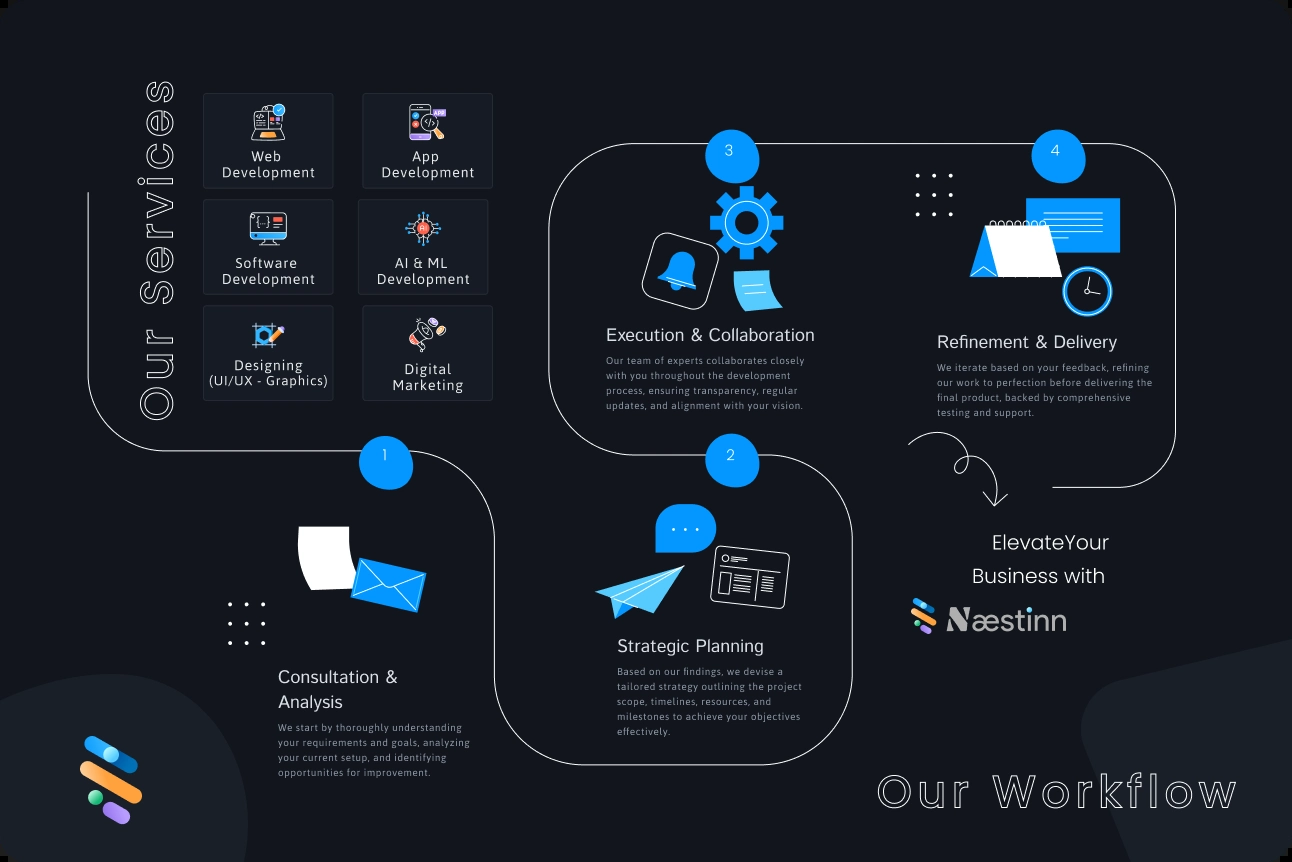 Our Services
Web
Development
App
Development
Software
Development
AI
AI & ML
Development
Designing
(UI/UX - Graphics)
APP
Digital
Marketing
1
Consultation &
Analysis
We start by thoroughly understanding
your requirements and goals, analyzing
your current setup, and identifying
opportunities for improvement.
2
Strategic Planning
Based on our findings, we devise a
tailored strategy outlining the project
scope, timelines, resources, and
milestones to achieve your objectives
effectively.
3
Execution & Collaboration
Our team of experts collaborates closely
with you throughout the development
process, ensuring transparency, regular
updates, and alignment with your vision.
4
Refinement & Delivery
We iterate based on your feedback, refining
our work to perfection before delivering the
final product, backed by comprehensive
testing and support.
ElevateYour
Business with
Næstinn
Our Workflow